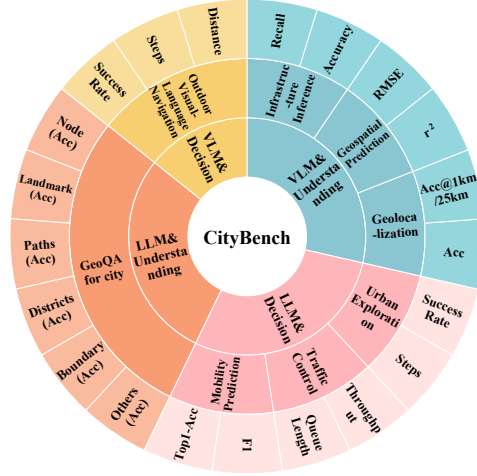 CityBench
VLM&
Understa
nding
Infrastruc
-ture
Inference
Recall
Accuracy
Geospatial
Prediction
RMSE
r²
Geoloca
-lization
Acc@1km
/25km
Acc
LLM&
Decision
Urban
Explorati
on
Success
Rate
Steps
Traffic
Control
Throughp
ut
Queue
Length
Mobility
Prediction
F1
Top1-Acc
LLM&
Understa
nding
GeoQA
for city
Others
(Acc)
Boundary
(Acc)
Districts
(Acc)
Paths
(Acc)
Landmark
(Acc)
Node
(Acc)
VLM&
Decision
Outdoor
Visual-
Language
Navigation
Success
Rate
Steps
Distance